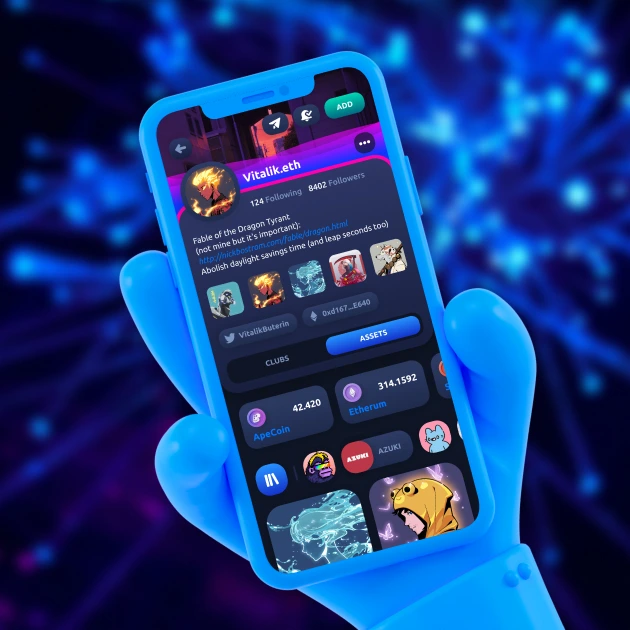 ADD
Vitalik.eth
124 Following 8402 Followers
Fable of the Dragon Tyrant
(not mine but it's important):
http://nickbostrom.com/fable/dragon.html
Abolish daylight savings time (and leap seconds too)
VitalikButerin
0xd167...E640
CLUBS
ASSETS
42.420
ApeCoin
314.1592
Etherum
AZUKI
AZUKI